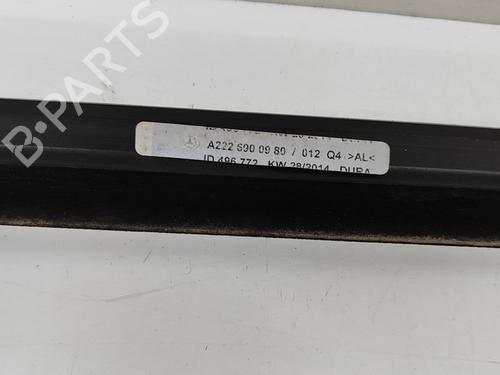 A222 690 09 80 / 012 Q4 >AL<
ID 496 772 KW 28/2014 DURA
B-PARTS